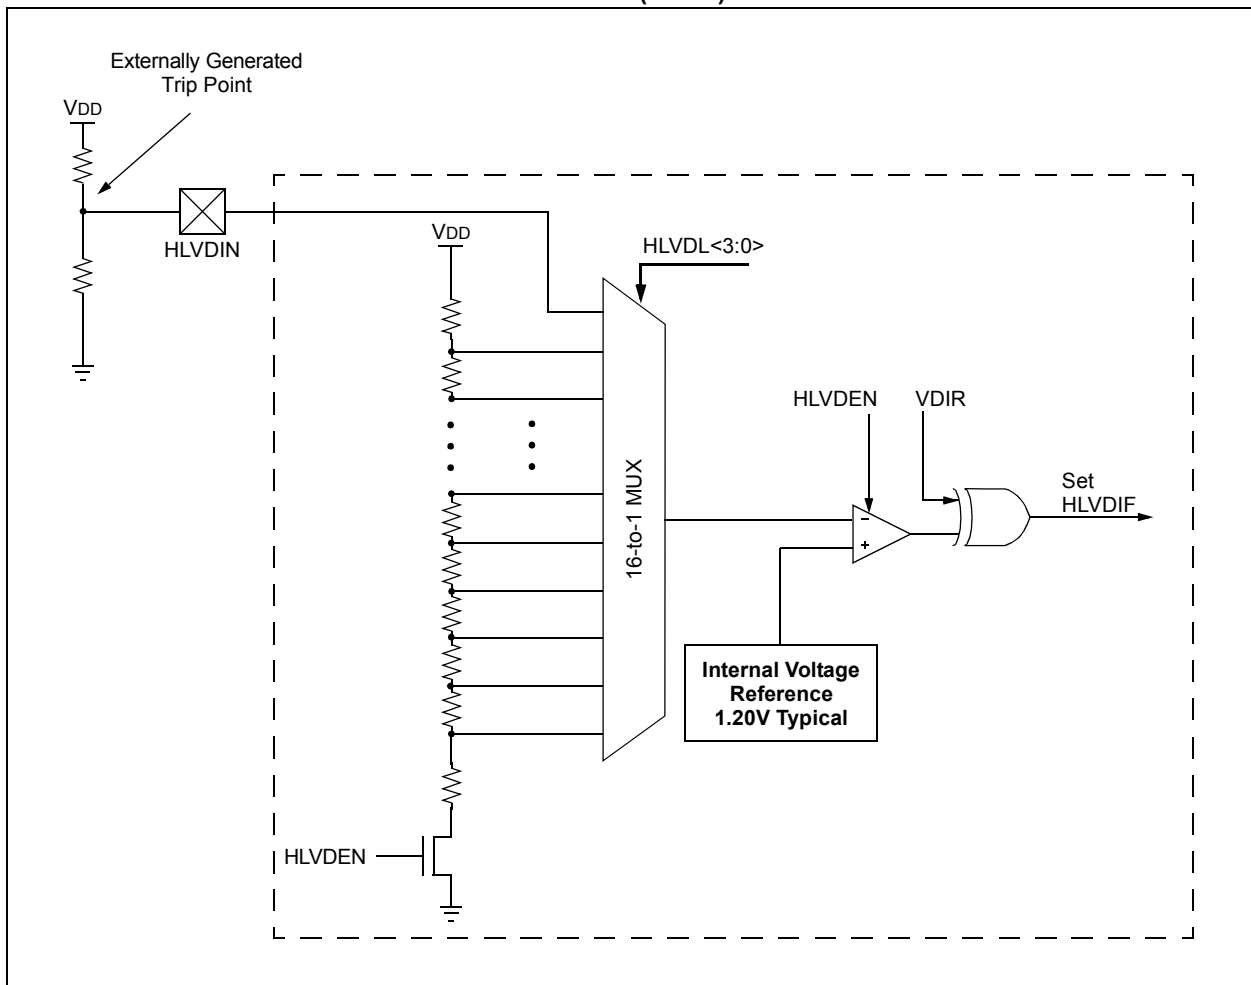 Externally Generated
Trip Point
VDD
HLVDIN
VDD
HLVDL<3:0>
HLVDEN
VDIR
Set
HLVDIF
16-to-1 MUX
-
+
Internal Voltage
Reference
1.20V Typical
HLVDEN